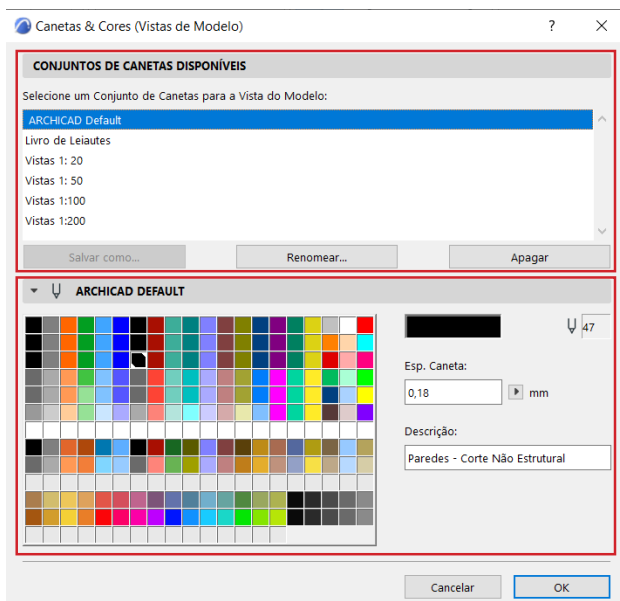 Canetas & Cores (Vistas de Modelo)
?
CONJUNTOS DE CANETAS DISPONÍVEIS
Selecione um Conjunto de Canetas para a Vista do Modelo:
ARCHICAD Default
Livro de Leiautes
Vistas 1: 20
Vistas 1: 50
Vistas 1:100
Vistas 1:200
Salvar como... Renomear... Apagar
ARCHICAD DEFAULT
47
Esp. Caneta:
0,18 mm
Descrição:
Paredes - Corte Não Estrutural
Cancelar OK